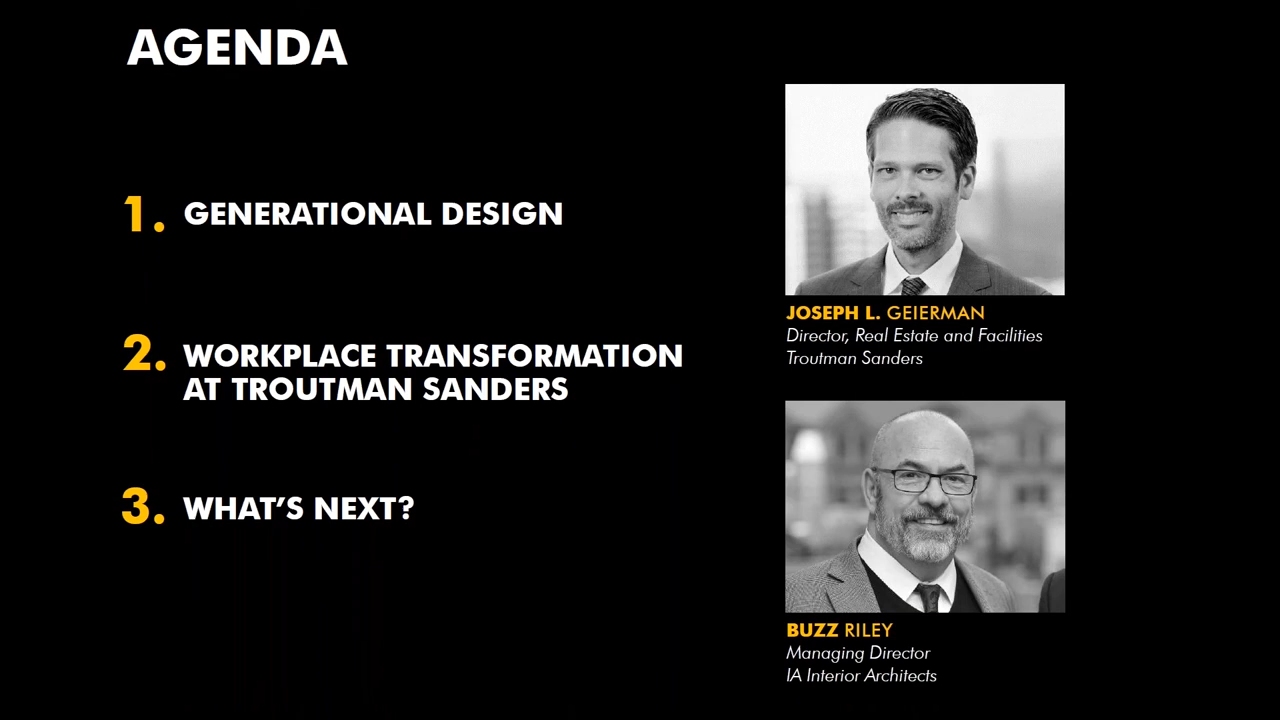 AGENDA
1. GENERATIONAL DESIGN
2. WORKPLACE TRANSFORMATION
AT TROUTMAN SANDERS
3. WHAT'S NEXT?
JOSEPH L. GEIERMAN
Director, Real Estate and Facilities
Troutman Sanders
BUZZ RILEY
Managing Director
IA Interior Architects